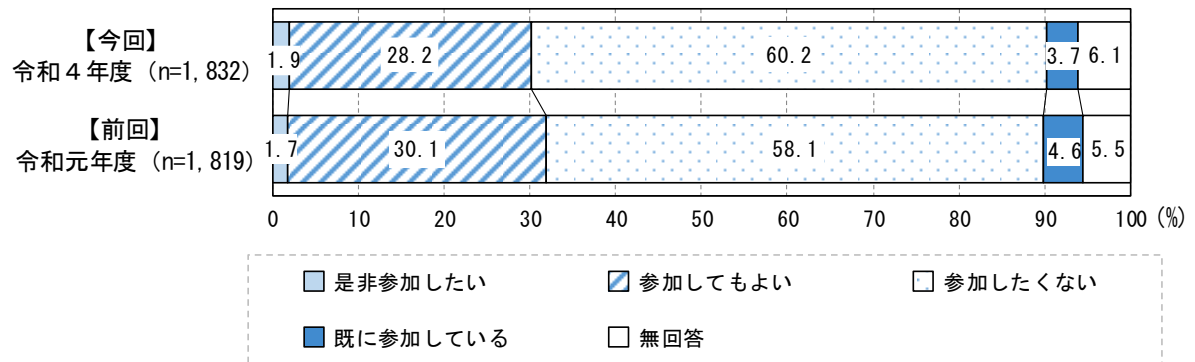 【今回】
令和４年度（n=1,832）
1.9
28.2
60.2
3.7
6.1
【前回】
令和元年度（n=1,819）
1.7
30.1
58.1
4.6
5.5
0 10 20 30 40 50 60 70 80 90 100 (%)
是非参加したい 参加してもよい 参加したくない
既に参加している 無回答